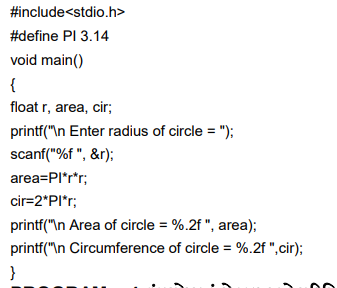 #include<stdio.h>
#define PI 3.14
void main()
{
float r, area, cir;
printf("\n Enter radius of circle = ");
scanf("%f ", &r);
area=PI*r*r;
cir=2*PI*r;
printf("\n Area of circle = %.2f ", area);
printf("\n Circumference of circle = %.2f ",cir);
}